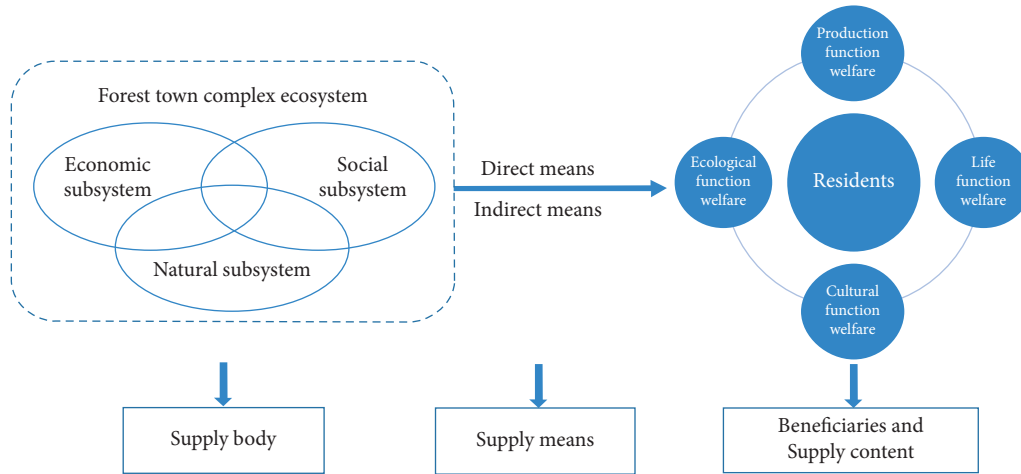 Forest town complex ecosystem
Economic
subsystem
Social
subsystem
Natural subsystem
Direct means
Indirect means
Production
function
welfare
Ecological
function
welfare
Residents
Life
function
welfare
Cultural
function
welfare
Supply body
Supply means
Beneficiaries and
Supply content